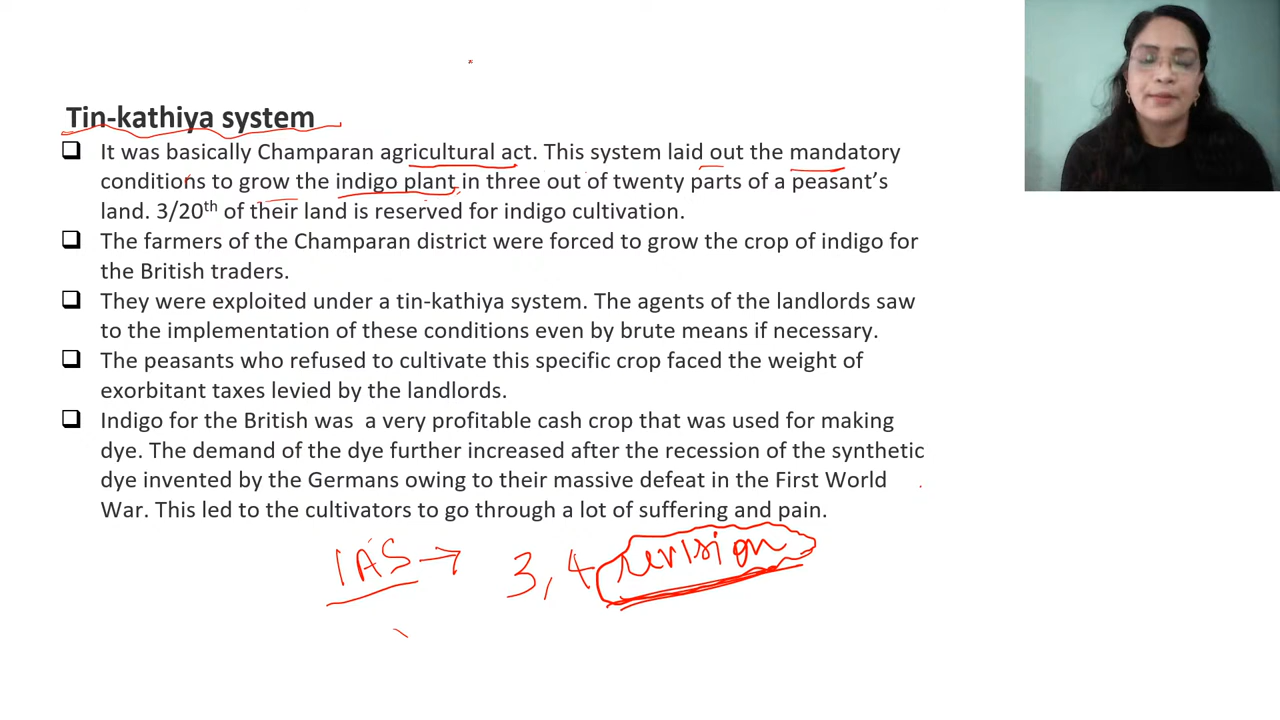 Tin-kathiya system
❑ It was basically Champaran agricultural act. This system laid out the mandatory
conditions to grow the indigo plant in three out of twenty parts of a peasant's
land. 3/20th of their land is reserved for indigo cultivation.
❑ The farmers of the Champaran district were forced to grow the crop of indigo for
the British traders.
❑ They were exploited under a tin-kathiya system. The agents of the landlords saw
to the implementation of these conditions even by brute means if necessary.
❑ The peasants who refused to cultivate this specific crop faced the weight of
exorbitant taxes levied by the landlords.
❑ Indigo for the British was a very profitable cash crop that was used for making
dye. The demand of the dye further increased after the recession of the synthetic
dye invented by the Germans owing to their massive defeat in the First World
War. This led to the cultivators to go through a lot of suffering and pain.
IAS → 3, 4 revision